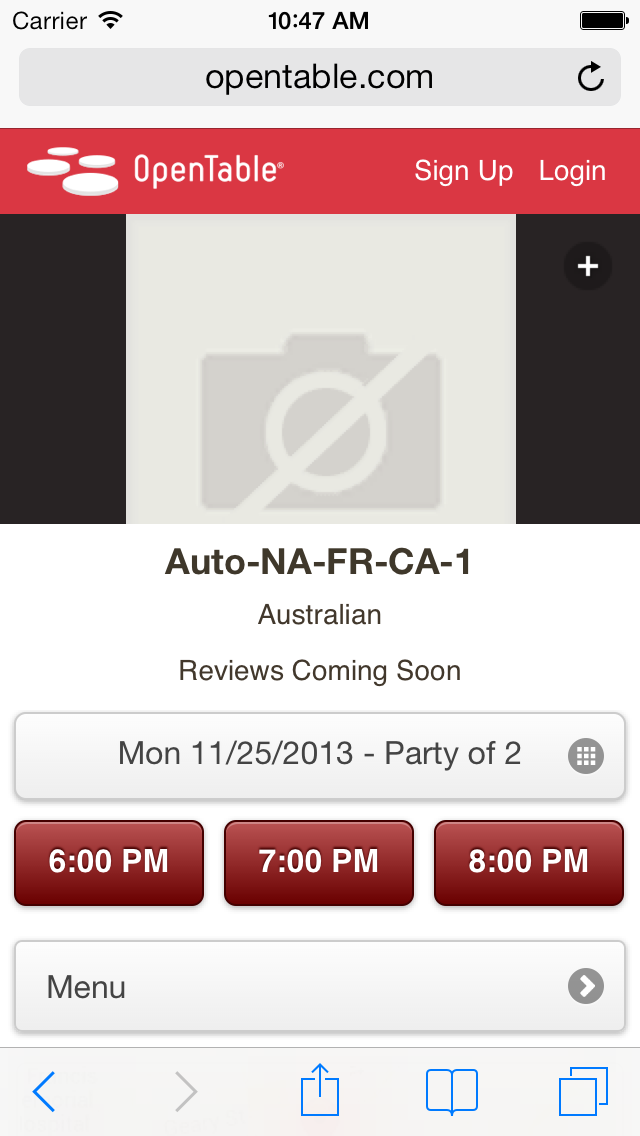 Carrier 10:47 AM
opentable.com
OpenTable® Sign Up Login
Auto-NA-FR-CA-1
Australian
Reviews Coming Soon
Mon 11/25/2013 - Party of 2
6:00 PM 7:00 PM 8:00 PM
Menu